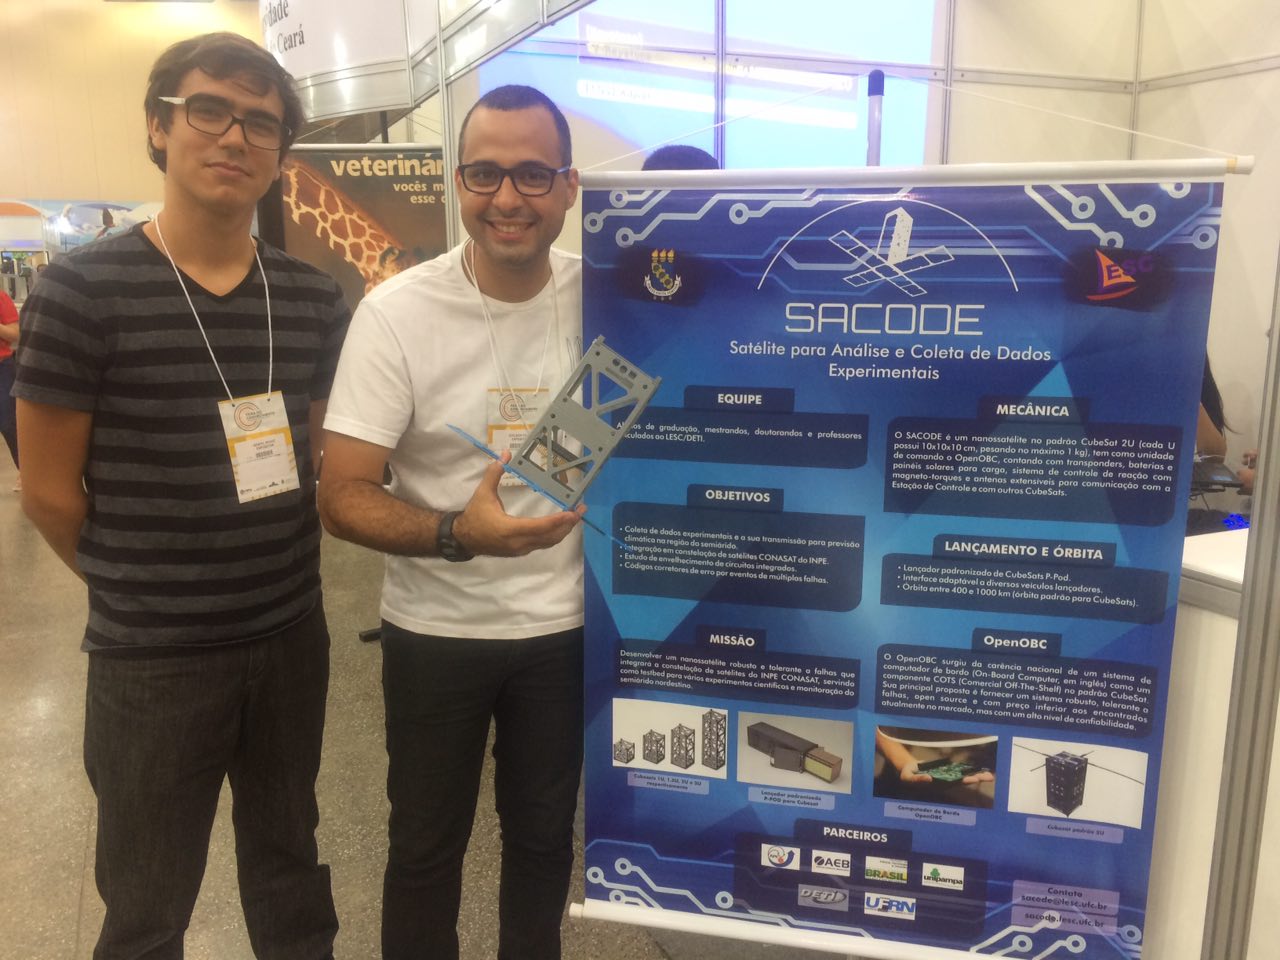 Ceará
veterinár
vocês m
esse d
ESC
SACODE
Satélite para Análise e Coleta de Dados
Experimentais
EQUIPE
de graduação, mestrandos, doutorandos e professores
vinculados ao LESC/DETI.
OBJETIVOS
• Coleta de dados experimentais e a sua transmissão para previsão
climática na região do semiárido.
• Integração em constelação de satélites CONASAT do INPE.
• Estudo de envelhecimento de circuitos integrados.
• Códigos corretores de erro por eventos de múltiplas falhas.
MISSÃO
Desenvolver um nanossatélite robusto e tolerante a falhas que
integrará a constelação de satélites do INPE CONASAT, servindo
como testbed para vários experimentos científicos e monitoração do
semiárido nordestino.
Cubesats 1U, 1.5U, 2U e 3U
respectivamente
Lançador padronizado
P-POD para Cubesat
MECÂNICA
O SACODE é um nanossatélite no padrão CubeSat 2U (cada U
possui 10x10x10 cm, pesando no máximo 1 kg), tem como unidade
de comando o OpenOBC, contando com transponders, baterias e
painéis solares para carga, sistema de controle de reação com
magneto-torques e antenas extensíveis para comunicação com a
Estação de Controle e com outros CubeSats.
LANÇAMENTO E ÓRBITA
• Lançador padronizado de CubeSats P-Pod.
• Interface adaptável a diversos veículos lançadores.
• Órbita entre 400 e 1000 km (órbita padrão para CubeSats).
OpenOBC
O OpenOBC surgiu da carência nacional de um sistema de
computador de bordo (On-Board Computer, em inglês) como um
componente COTS (Comercial Off-The-Shelf) no padrão CubeSat.
Sua principal proposta é fornecer um sistema robusto, tolerante a
falhas, open source e com preço inferior aos encontrados
atualmente no mercado, mas com um alto nível de confiabilidade.
Computador de Bordo
OpenOBC
Cubesat padrão 2U
PARCEIROS
AEB
BRASIL
unipampa
DETI
UFRN
Contato
sacode@lesc.ufc.br
sacode.lesc.ufc.br